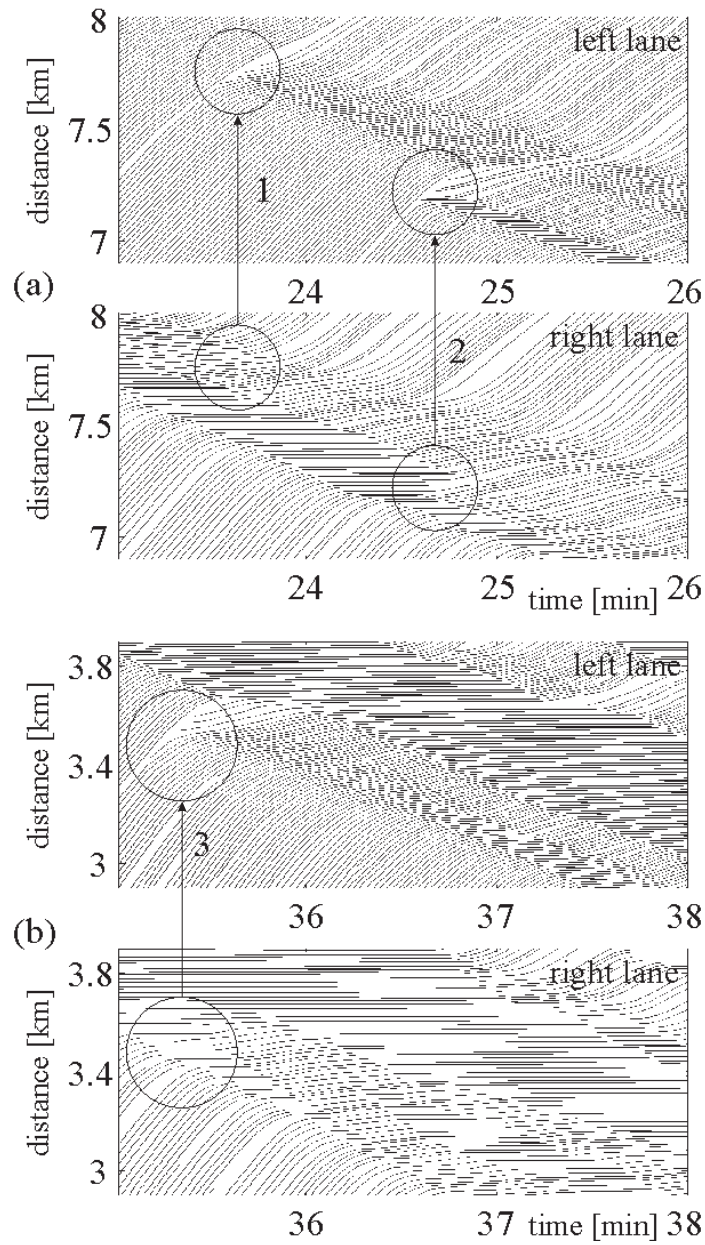 8
left lane
distance [km]
7.5
1
7
2
(a)
24
25
26
8
right lane
distance [km]
7.5
7
24
25
time [min]
26
3.8
left lane
distance [km]
3.4
3
3
36
37
38
(b)
3.8
right lane
distance [km]
3.4
3
36
37
time [min]
38